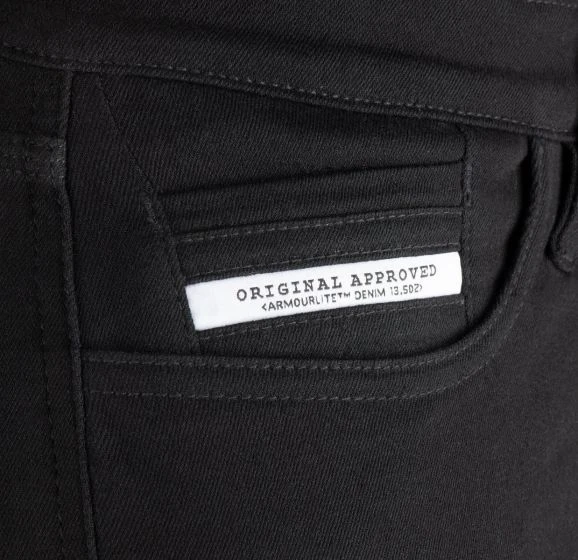 ORIGINAL APPROVED
<ARMOURLITE™ DENIM 13,5OZ>